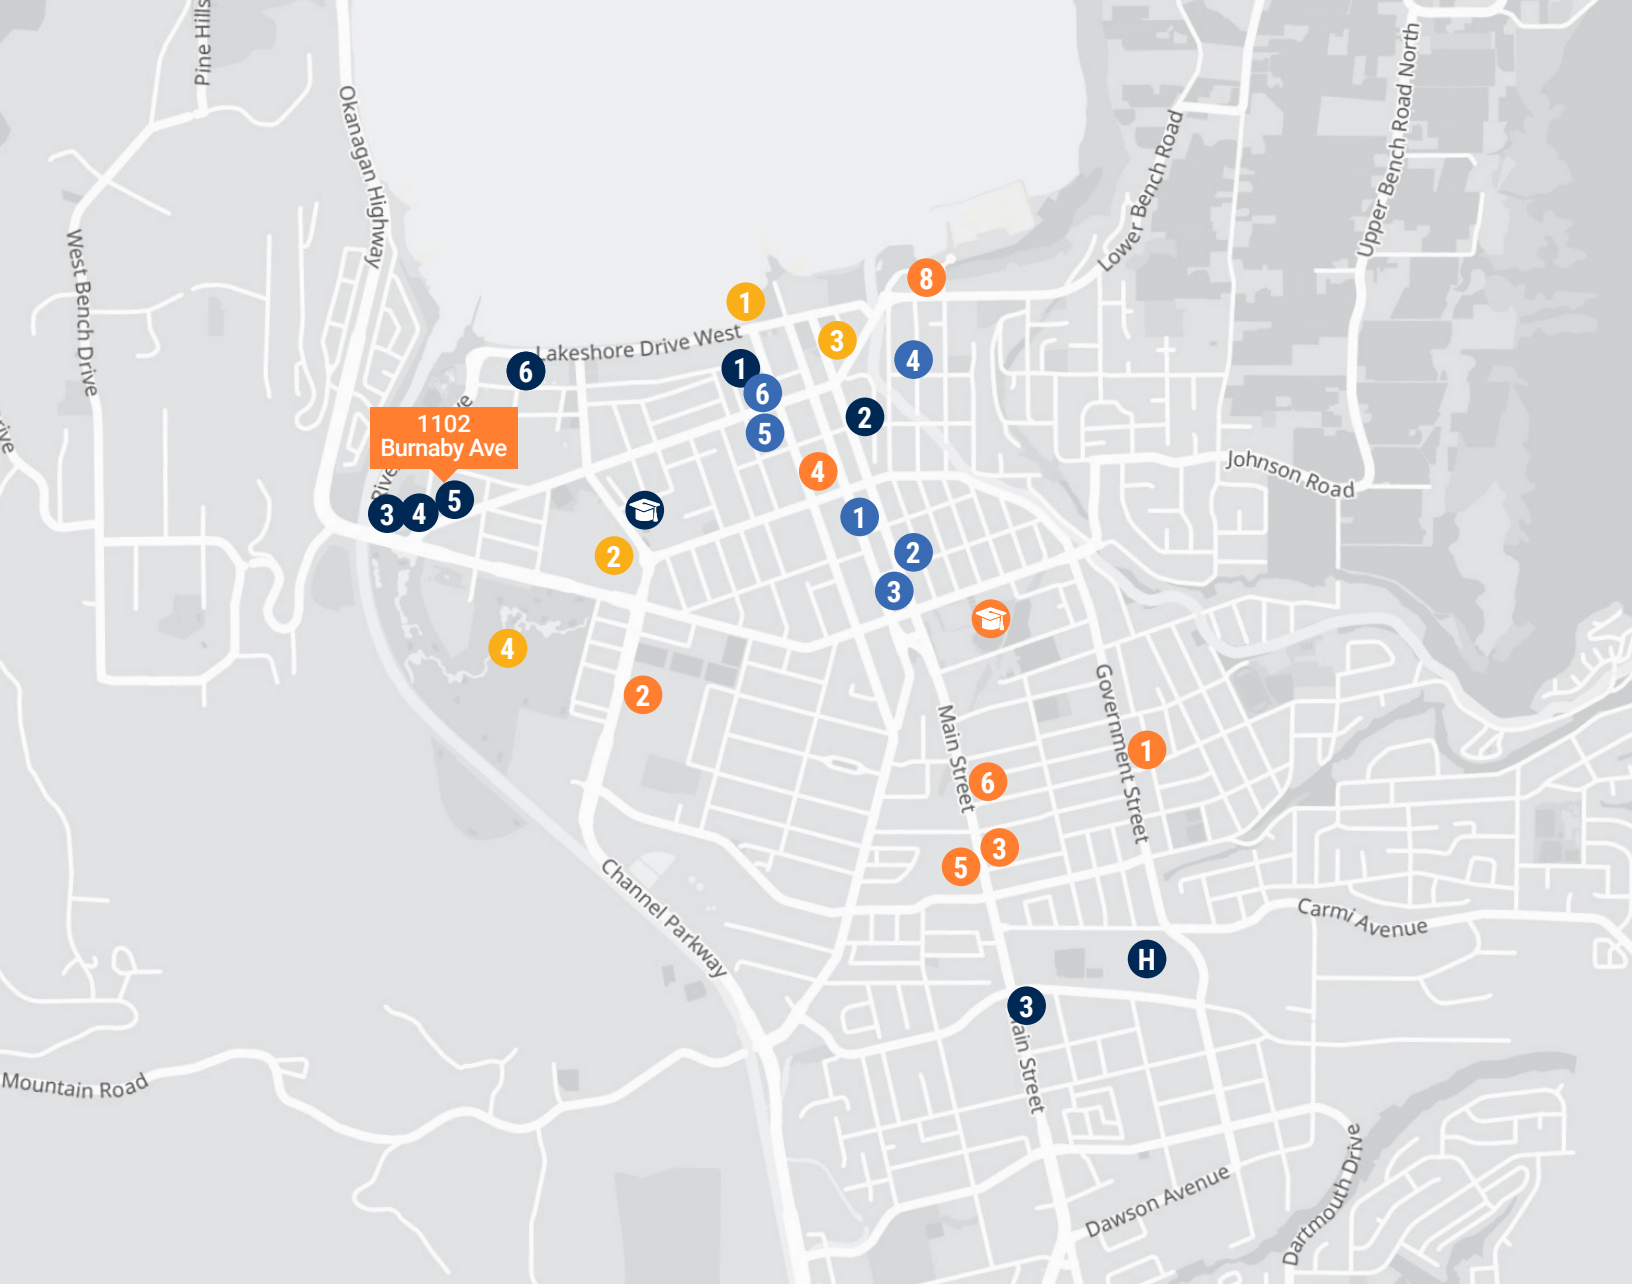 Pine Hills
Okanagan Highway
West Bench Drive
Upper Bench Road North
Lower Bench Road
8
1
Lakeshore Drive West
3
4
6
1
6
1102
Burnaby Ave
2
5
4
Johnson Road
3
4
5
1
2
2
3
4
2
Main Street
Government Street
1
6
3
5
Channel Parkway
Carmi Avenue
H
3
Main Street
Mountain Road
Dawson Avenue
Dartmouth Drive